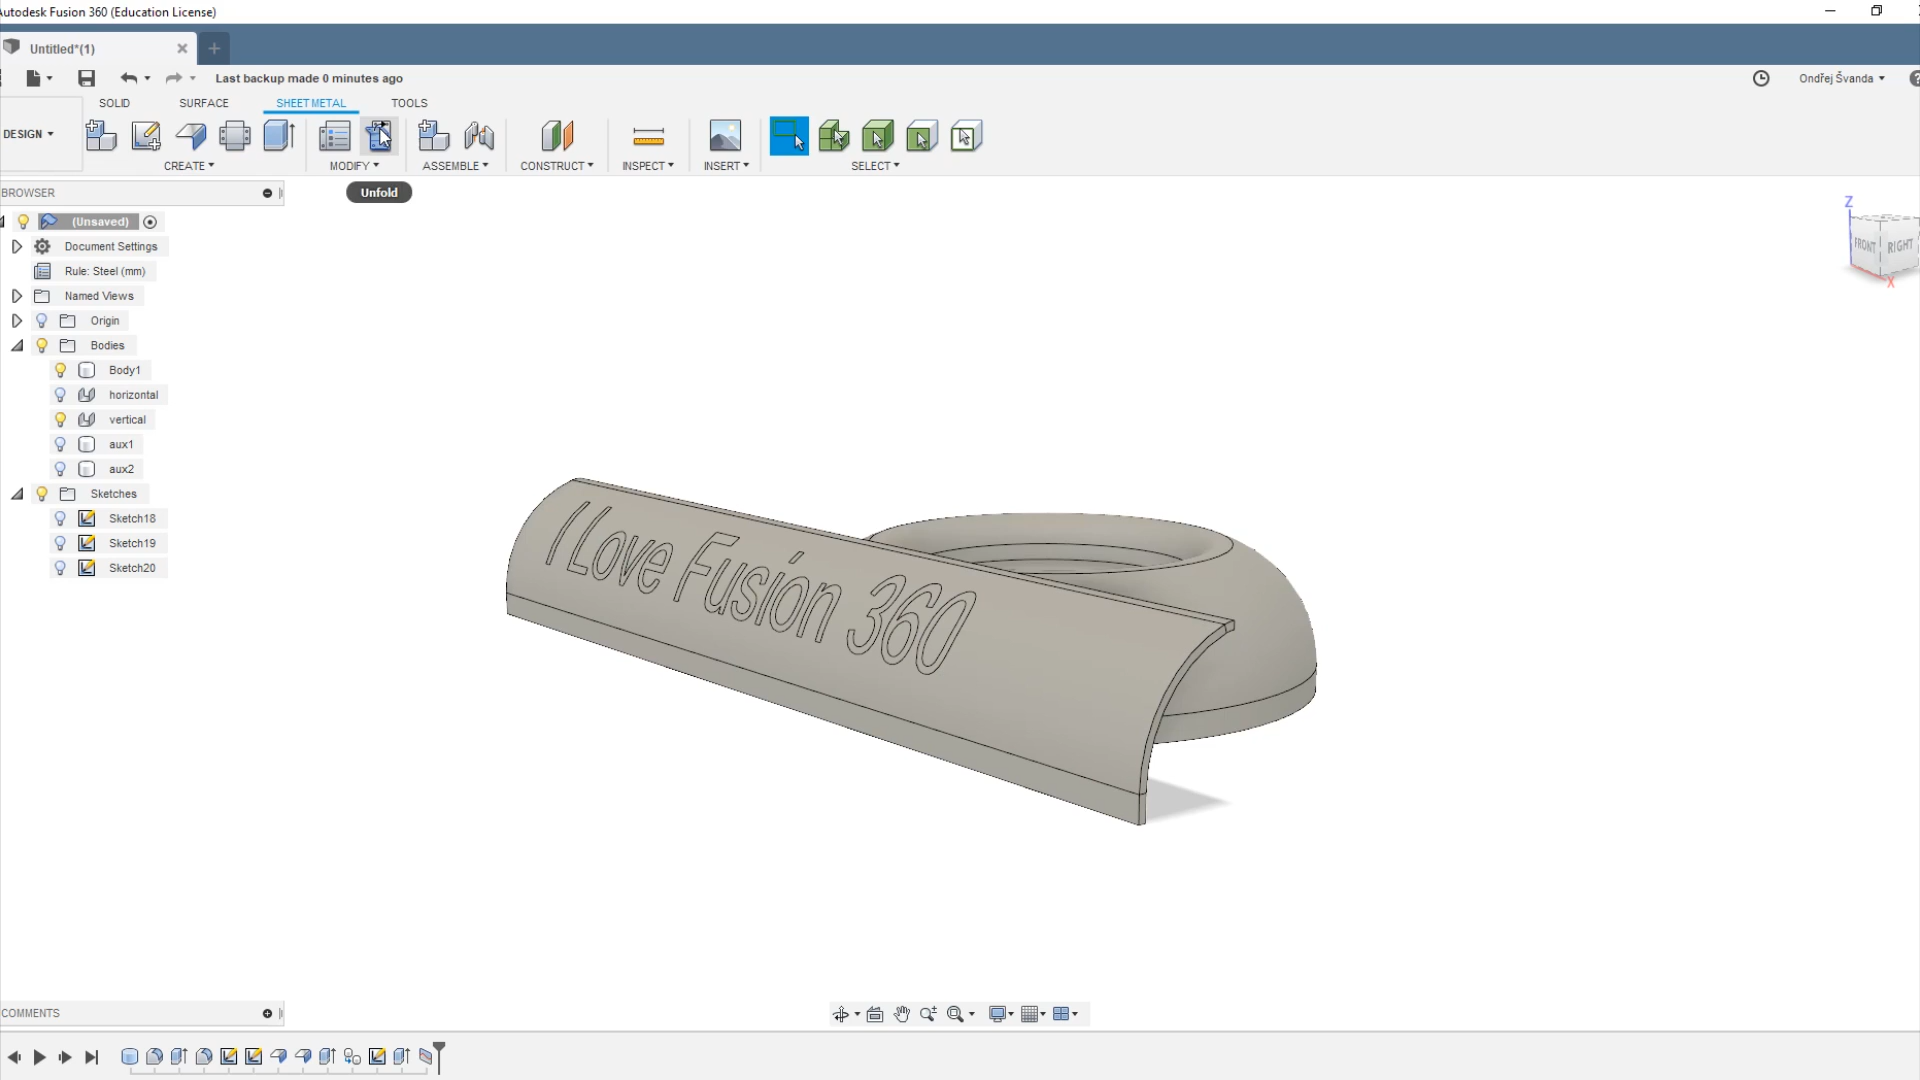 Autodesk Fusion 360 (Education License)
Untitled*(1)
Last backup made 0 minutes ago
Ondřej Švanda
SOLID
SURFACE
SHEET METAL
TOOLS
DESIGN
CREATE
MODIFY
ASSEMBLE
CONSTRUCT
INSPECT
INSERT
SELECT
BROWSER
Unfold
(Unsaved)
Document Settings
Rule: Steel (mm)
Named Views
Origin
Bodies
Body1
horizontal
vertical
aux1
aux2
Sketches
Sketch18
Sketch19
Sketch20
Z
FRONT
RIGHT
X
I Love Fusión 360
COMMENTS